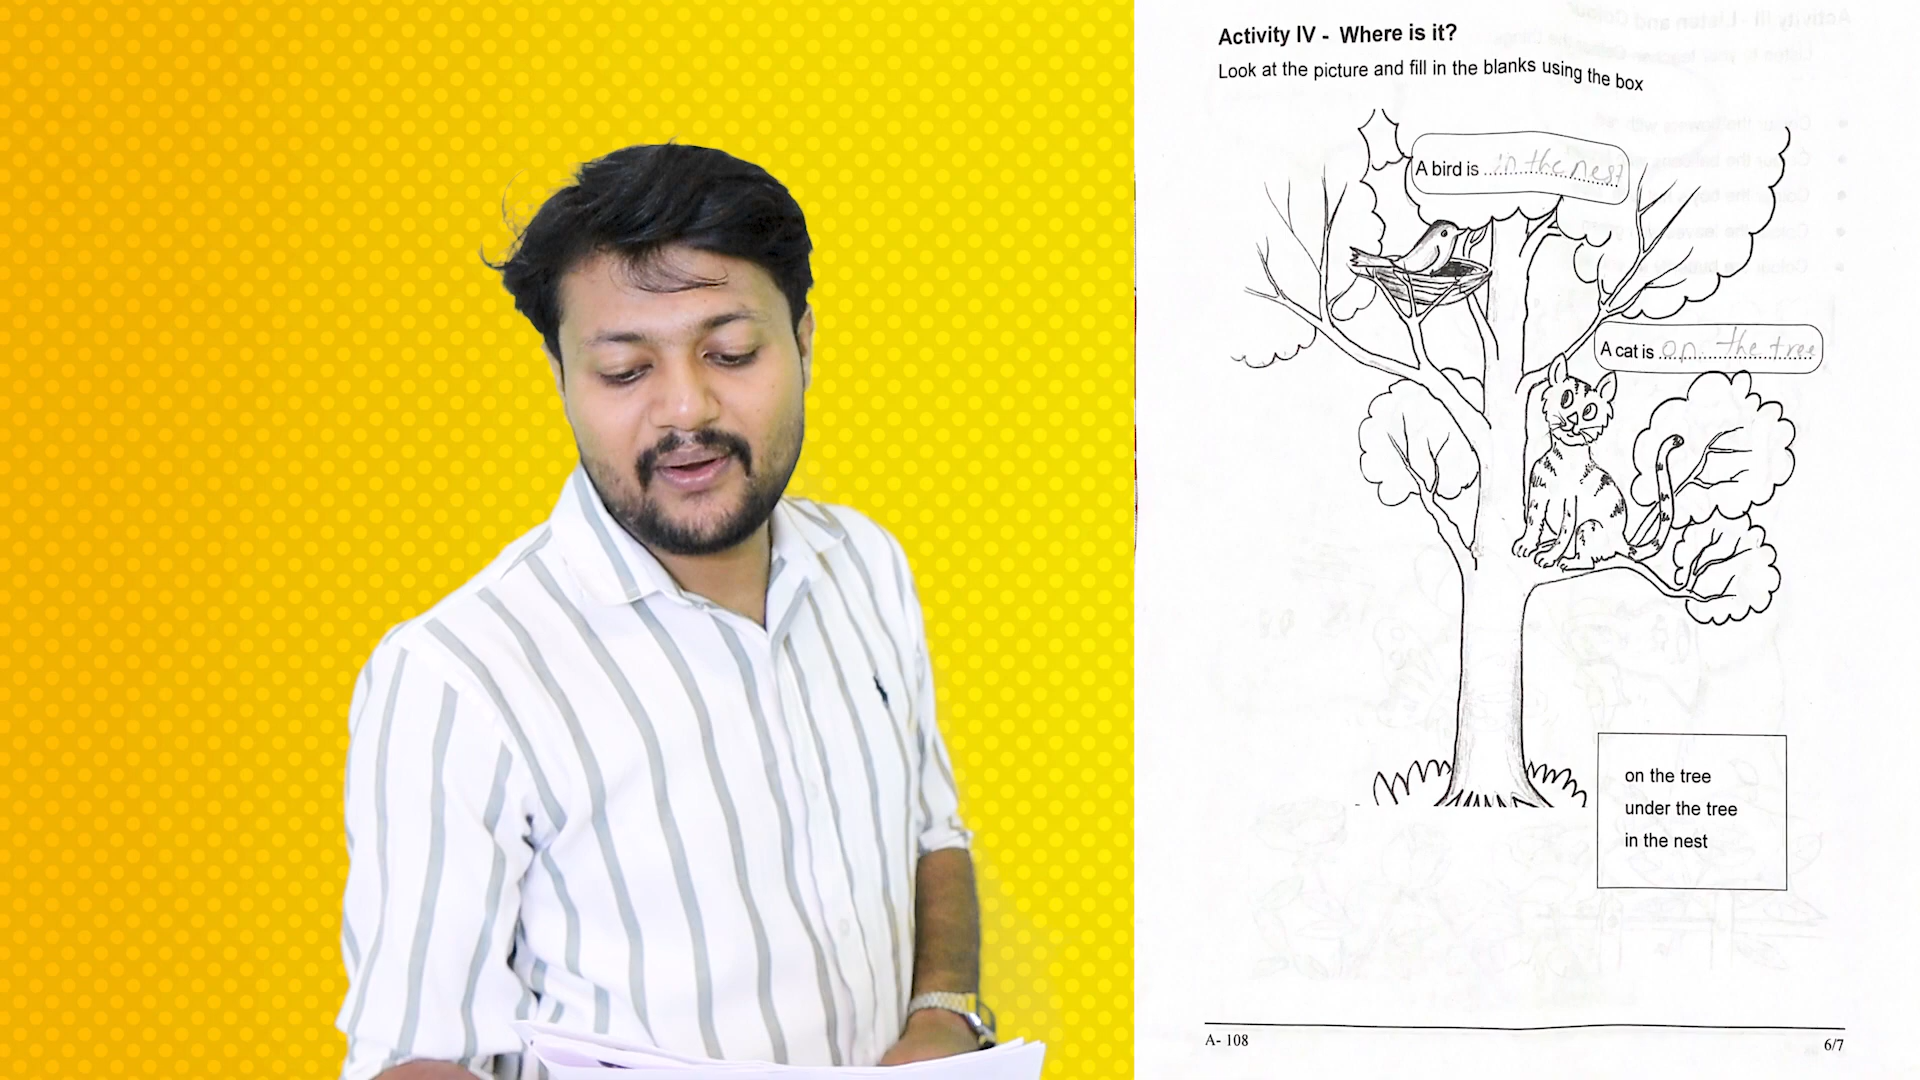 Activity IV - Where is it?
Look at the picture and fill in the blanks using the box
A bird is in the nest
A cat is on the tree
on the tree
under the tree
in the nest
A- 108
6/7